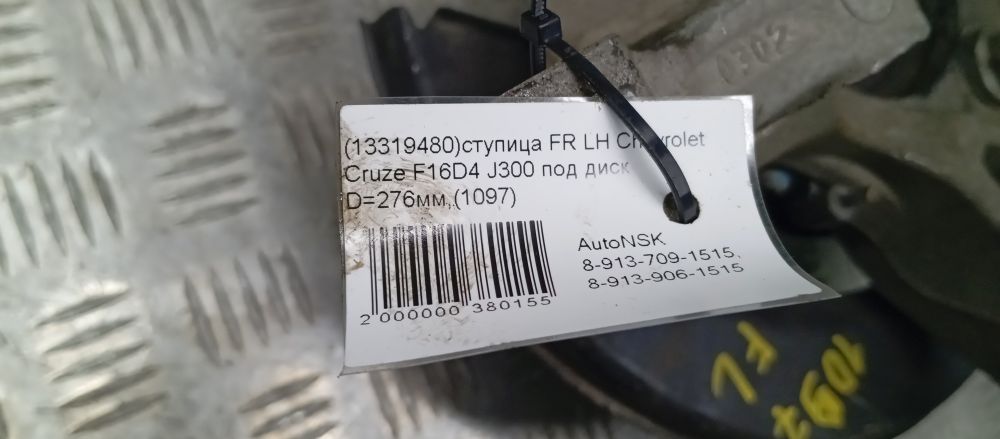 0302
(13319480)ступица FR LH Chevrolet
Cruze F16D4 J300 под диск
D=276мм,(1097)
AutoNSK
8-913-709-1515,
8-913-906-1515
2 000000 380155
FL
1097